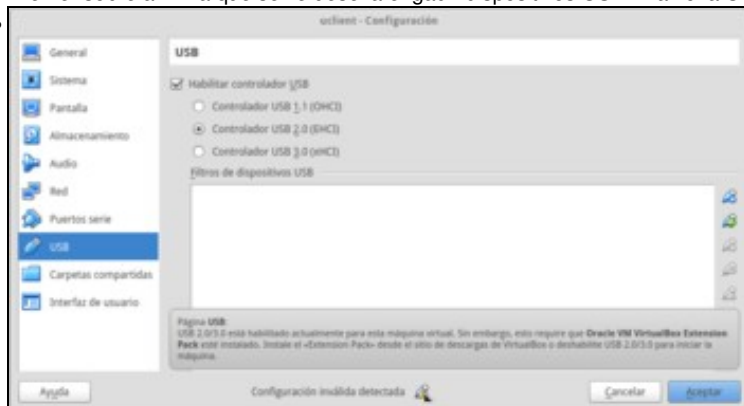 uclient - Configuración
General
USB
Sistema
Habilitar controlador USB
Pantalla
Controlador USB 1.1 (OHCI)
Almacenamiento
Controlador USB 2.0 (EHCI)
Controlador USB 3.0 (xHCI)
Audio
Filtros de dispositivos USB
Red
Puertos serie
USB
Carpetas compartidas
Interfaz de usuario
Página USB:
USB 2.0/3.0 está habilitado actualmente para esta máquina virtual. Sin embargo, esto require que Oracle VM VirtualBox Extension
Pack esté instalado. Instale el «Extension Pack» desde el sitio de descargas de VirtualBox o deshabilite USB 2.0/3.0 para iniciar la
máquina.
Ayuda
Configuración inválida detectada
Cancelar
Aceptar